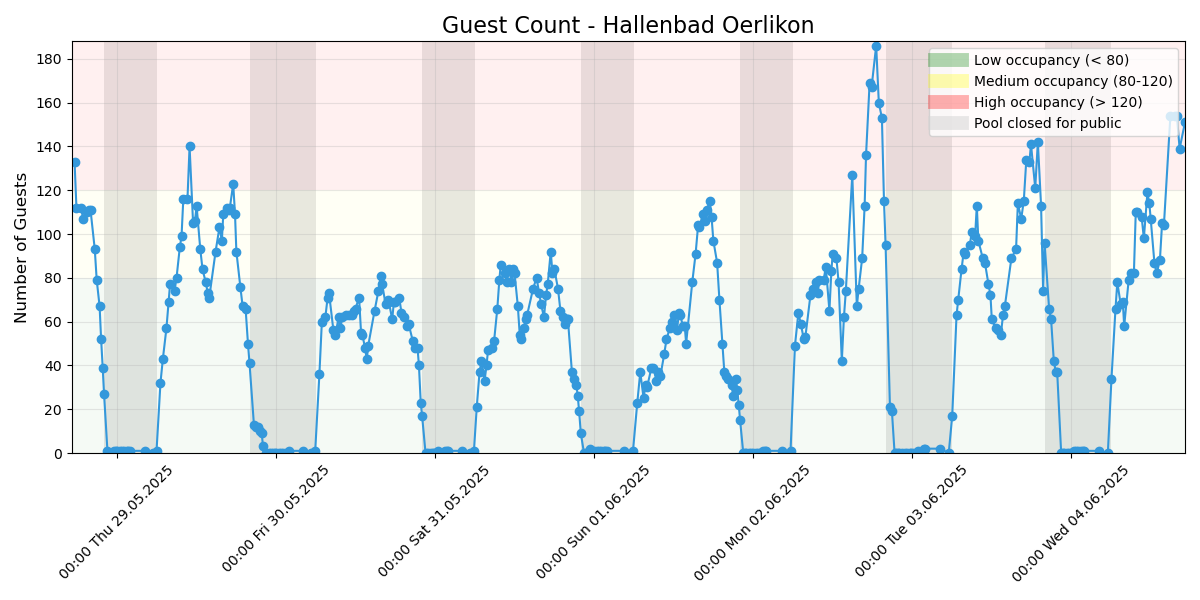 Guest Count - Hallenbad Oerlikon
Number of Guests
180
160
140
120
100
80
60
40
20
0
Low occupancy (< 80)
Medium occupancy (80-120)
High occupancy (> 120)
Pool closed for public
00:00 Thu 29.05.2025
00:00 Fri 30.05.2025
00:00 Sat 31.05.2025
00:00 Sun 01.06.2025
00:00 Mon 02.06.2025
00:00 Tue 03.06.2025
00:00 Wed 04.06.2025